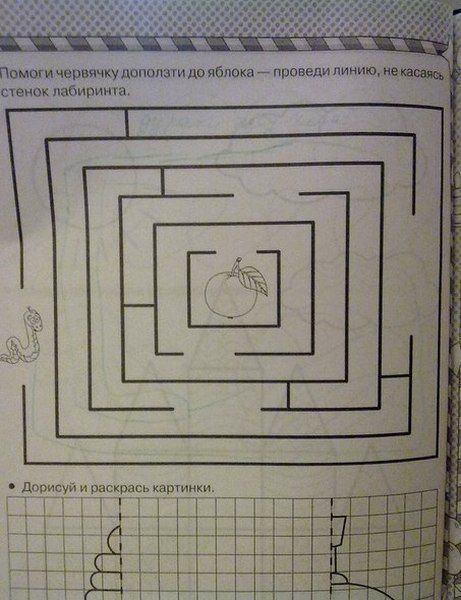 Помоги червячку доползти до яблока — проведи линию, не касаясь
стенок лабиринта.
• Дорисуй и раскрась картинки.